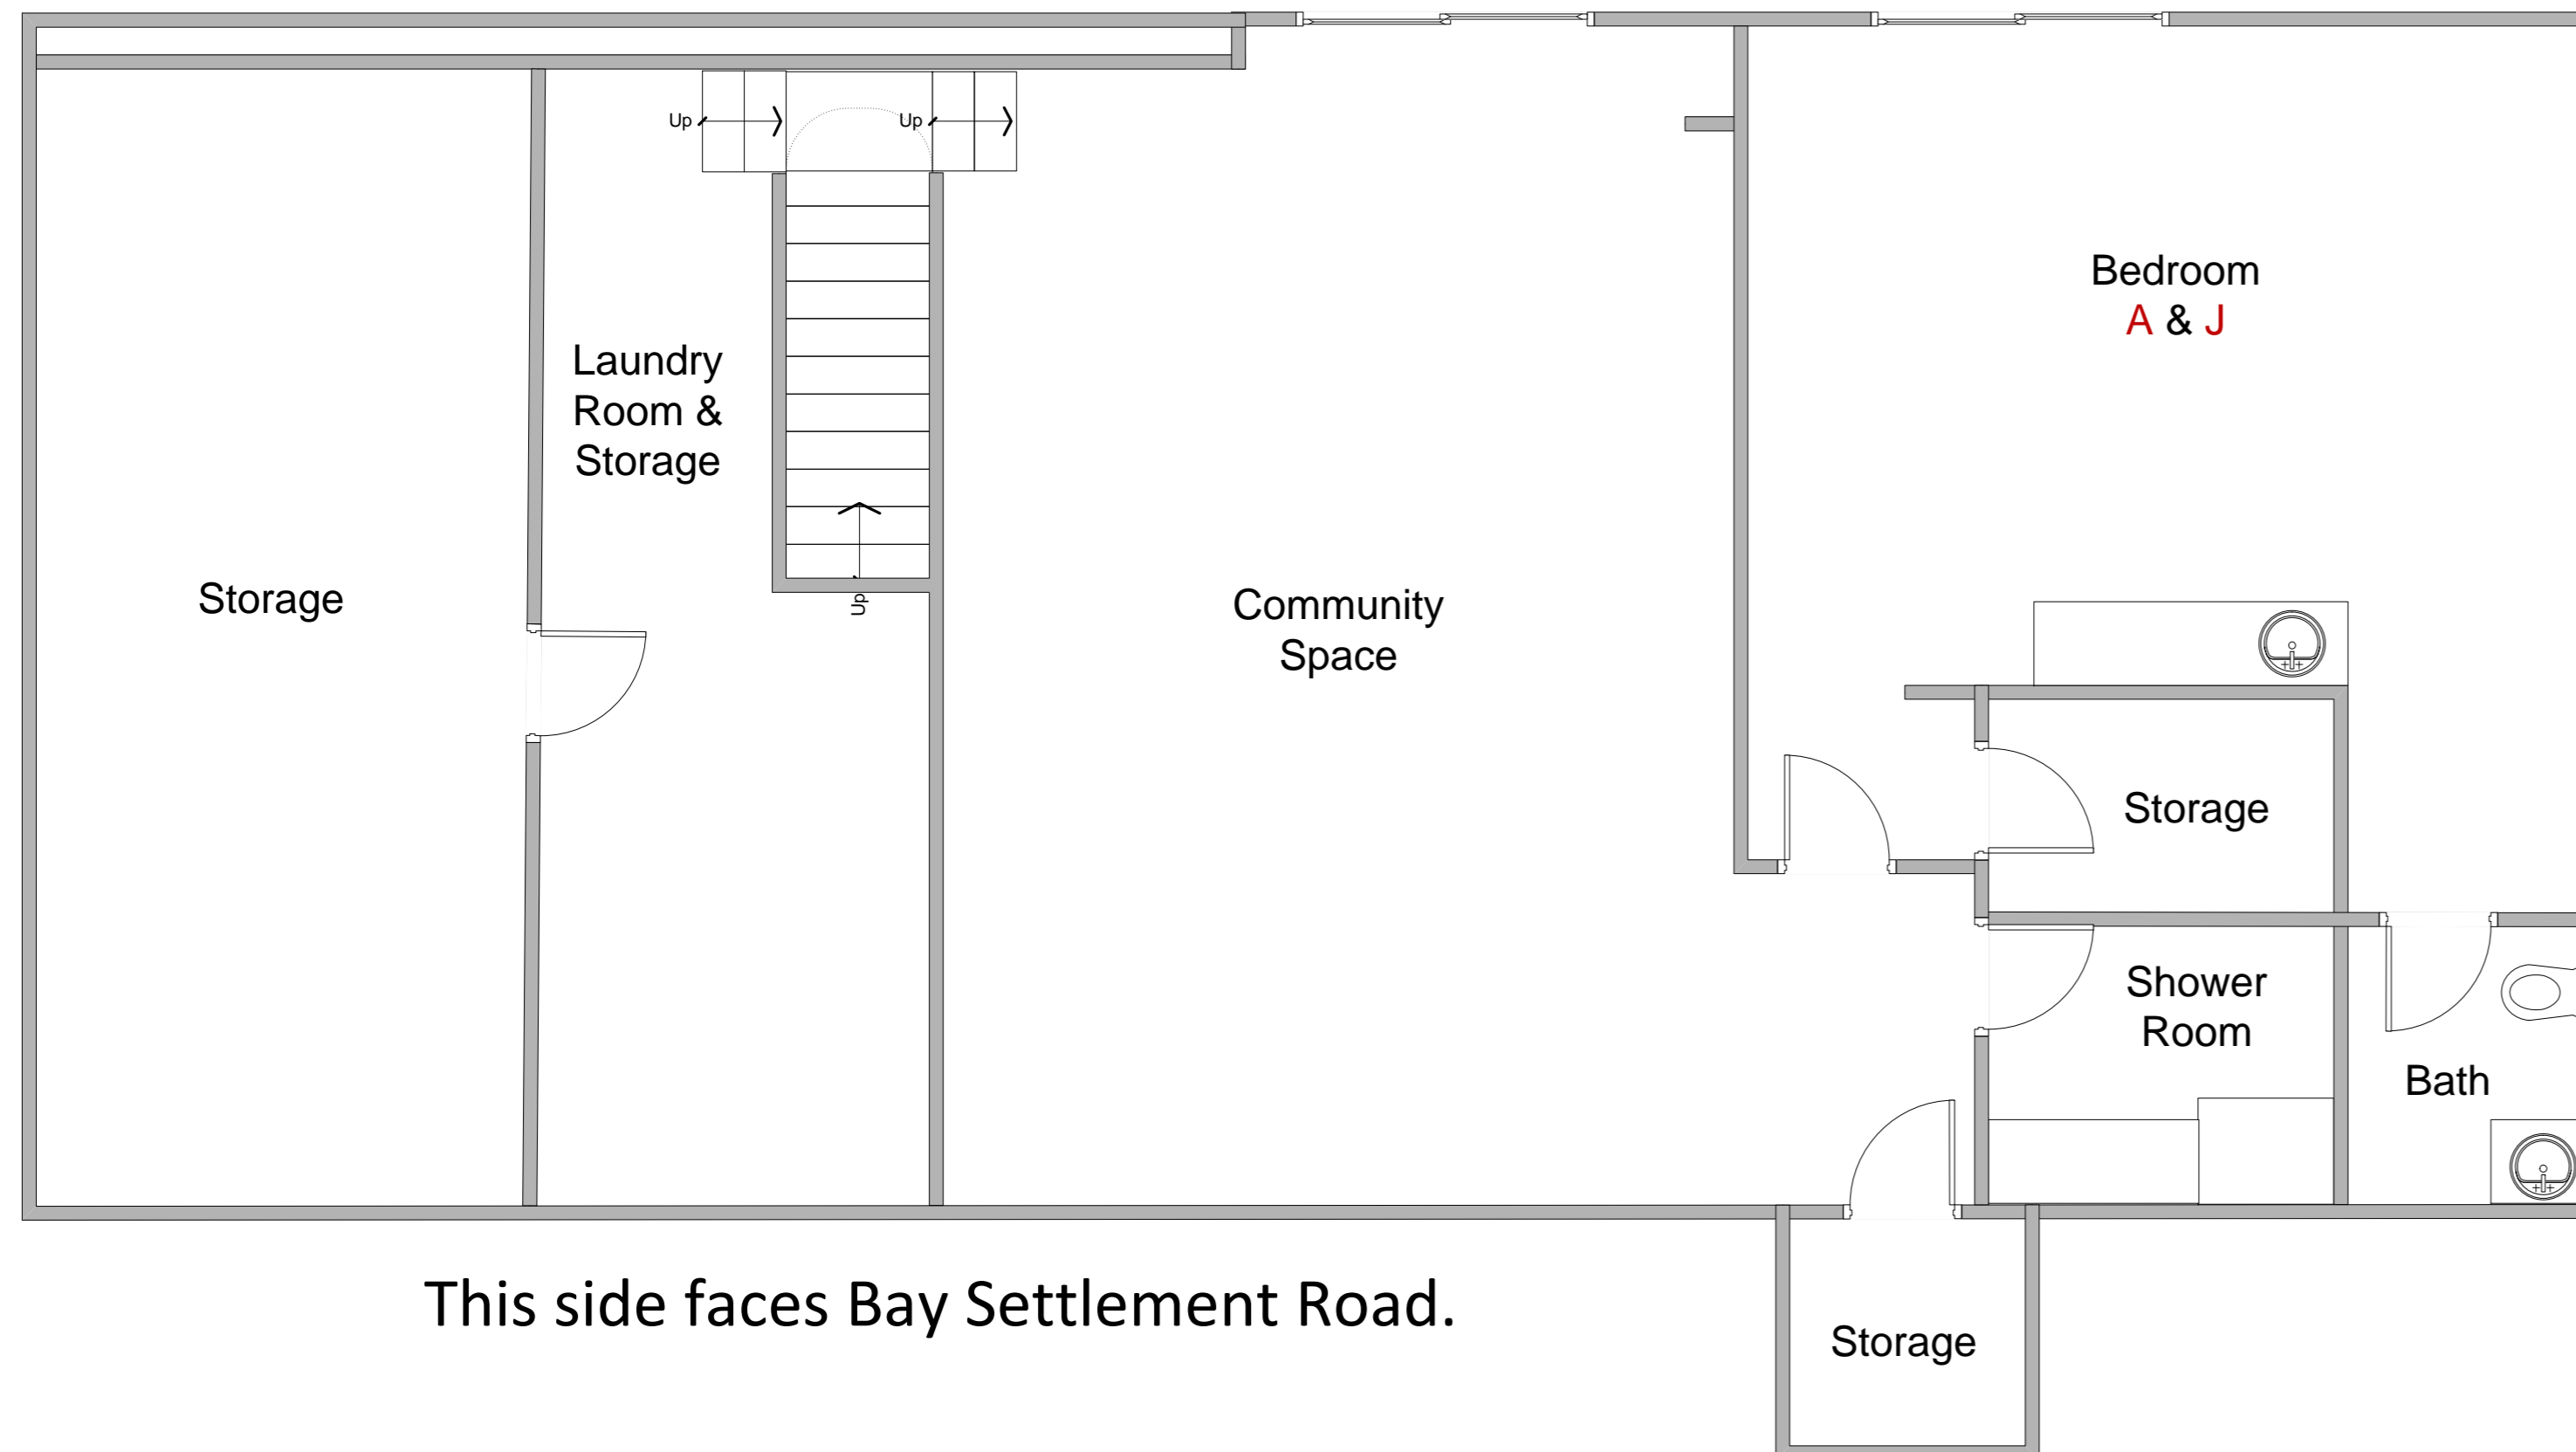 Up
Up
Bedroom
A & J
Laundry
Room &
Storage
Storage
Up
Community
Space
Storage
Shower
Room
Bath
This side faces Bay Settlement Road.
Storage